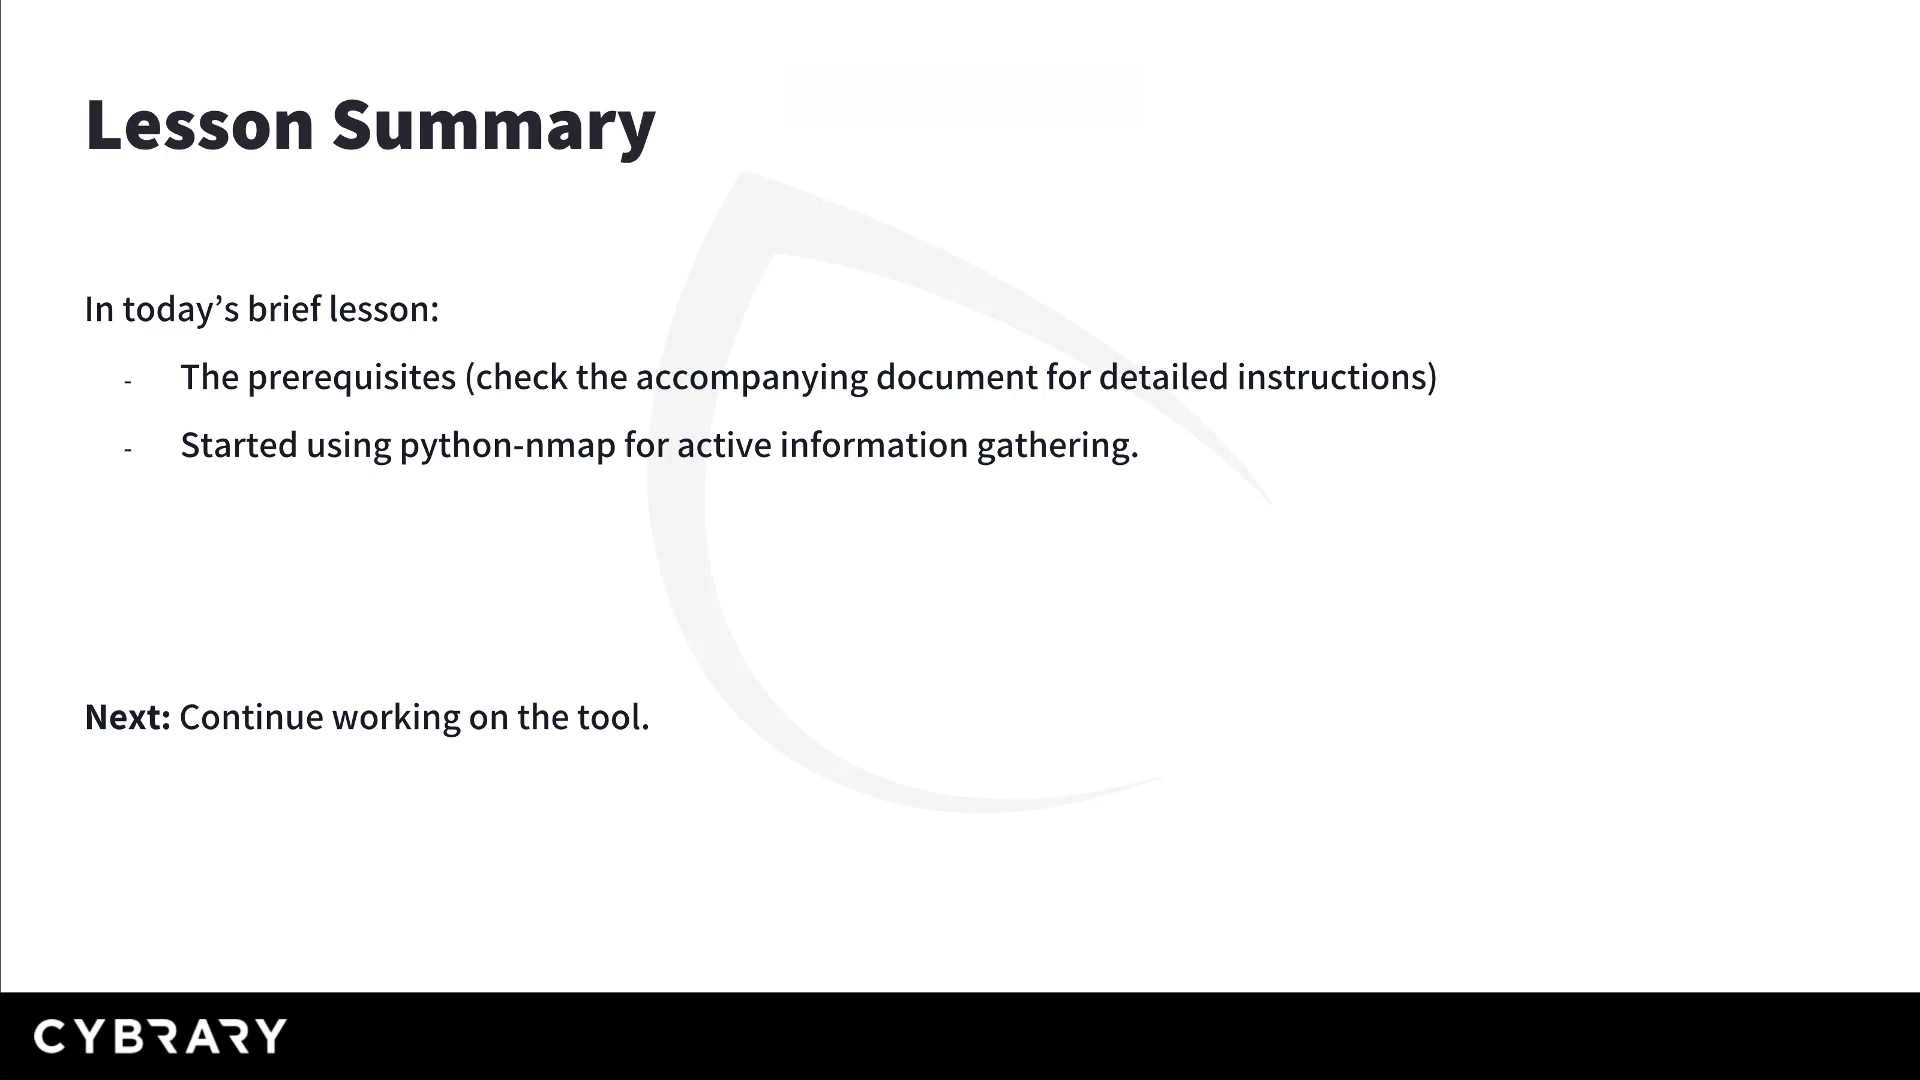 Lesson Summary
In today’s brief lesson:
- The prerequisites (check the accompanying document for detailed instructions)
- Started using python-nmap for active information gathering.
Next: Continue working on the tool.
CYBRARY